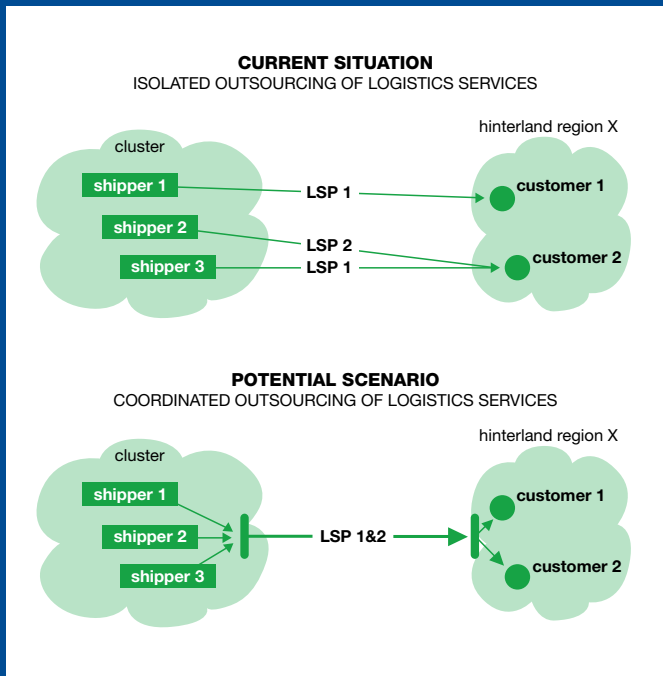 CURRENT SITUATION
ISOLATED OUTSOURCING OF LOGISTICS SERVICES
hinterland region X
cluster
shipper 1
LSP 1
customer 1
shipper 2
LSP 2
customer 2
shipper 3
LSP 1
POTENTIAL SCENARIO
COORDINATED OUTSOURCING OF LOGISTICS SERVICES
hinterland region X
cluster
shipper 1
customer 1
shipper 2
LSP 1&2
shipper 3
customer 2